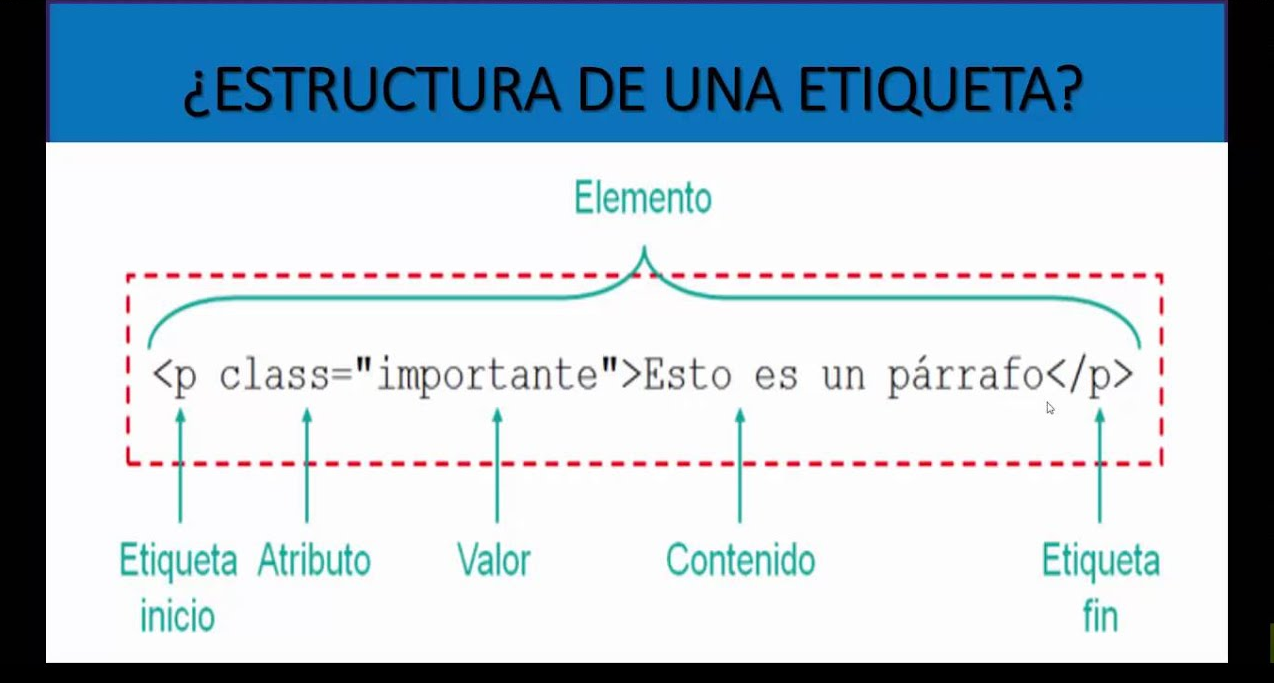 ¿ESTRUCTURA DE UNA ETIQUETA?
Elemento
<p class="importante">Esto es un párrafo</p>
Etiqueta inicio
Atributo
Valor
Contenido
Etiqueta fin